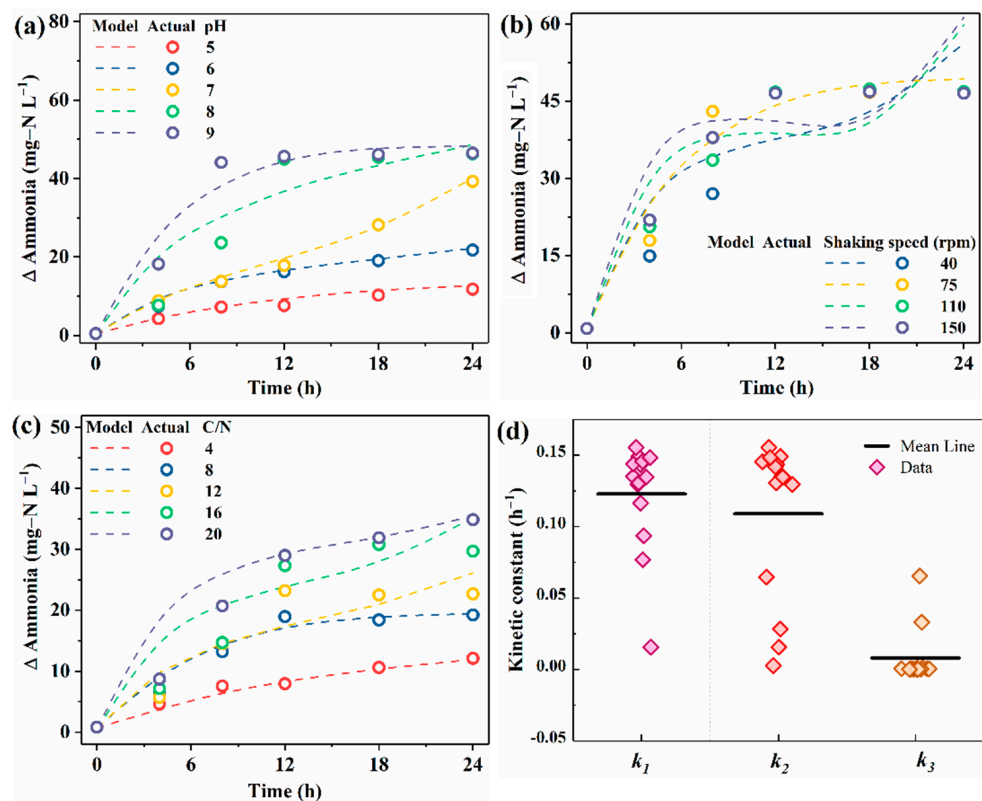 (a)
Model Actual pH
5
6
7
8
9
80
60
40
20
0
Δ Ammonia (mg–N L⁻¹)
0 6 12 18 24
Time (h)
(b)
60
45
30
15
0
Δ Ammonia (mg–N L⁻¹)
Model Actual Shaking speed (rpm)
40
75
110
150
0 6 12 18 24
Time (h)
(c)
Model Actual C/N
4
8
12
16
20
50
40
30
20
10
0
Δ Ammonia (mg–N L⁻¹)
0 6 12 18 24
Time (h)
(d)
Mean Line
Data
0.15
0.10
0.05
0.00
-0.05
Kinetic constant (h⁻¹)
k₁ k₂ k₃